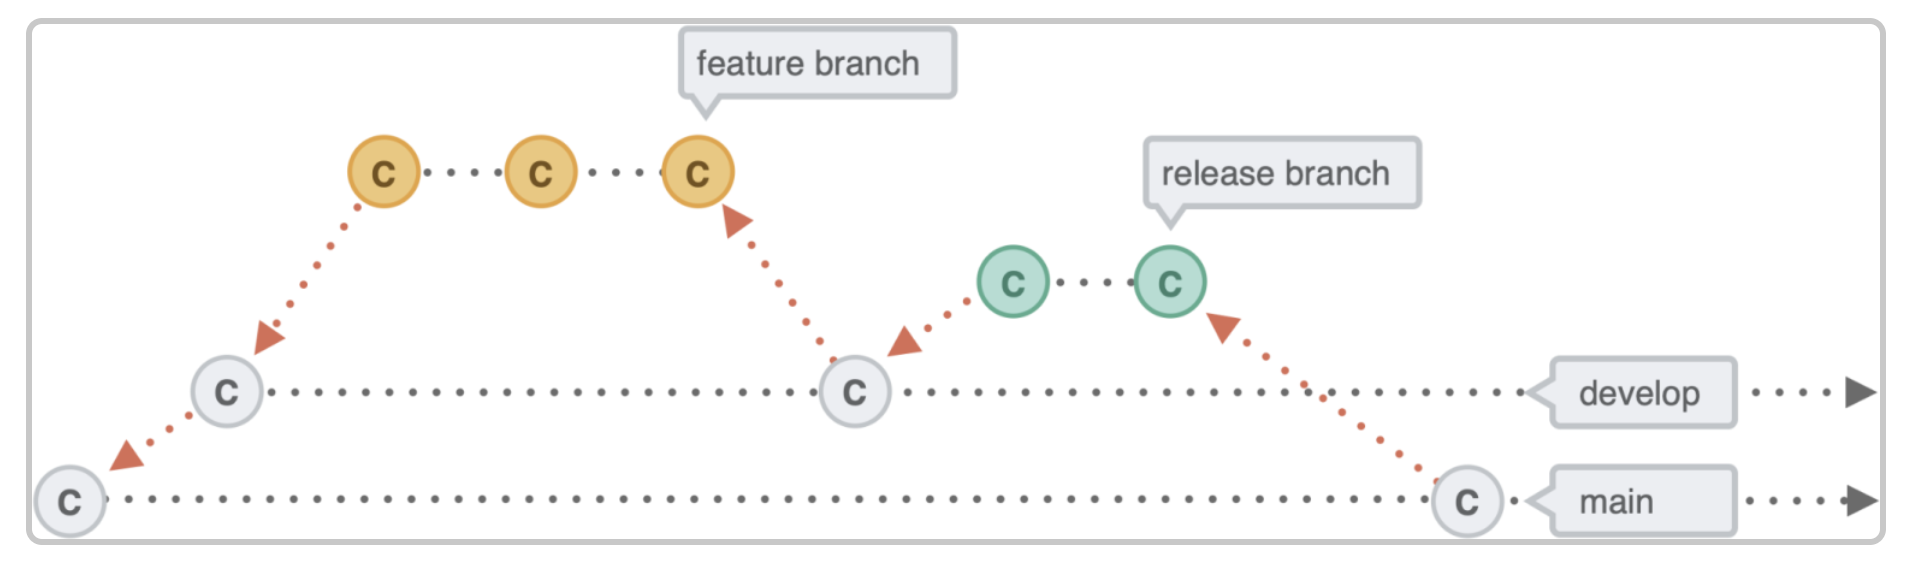 feature branch
C C C
release branch
C C
C C
develop
C C
main